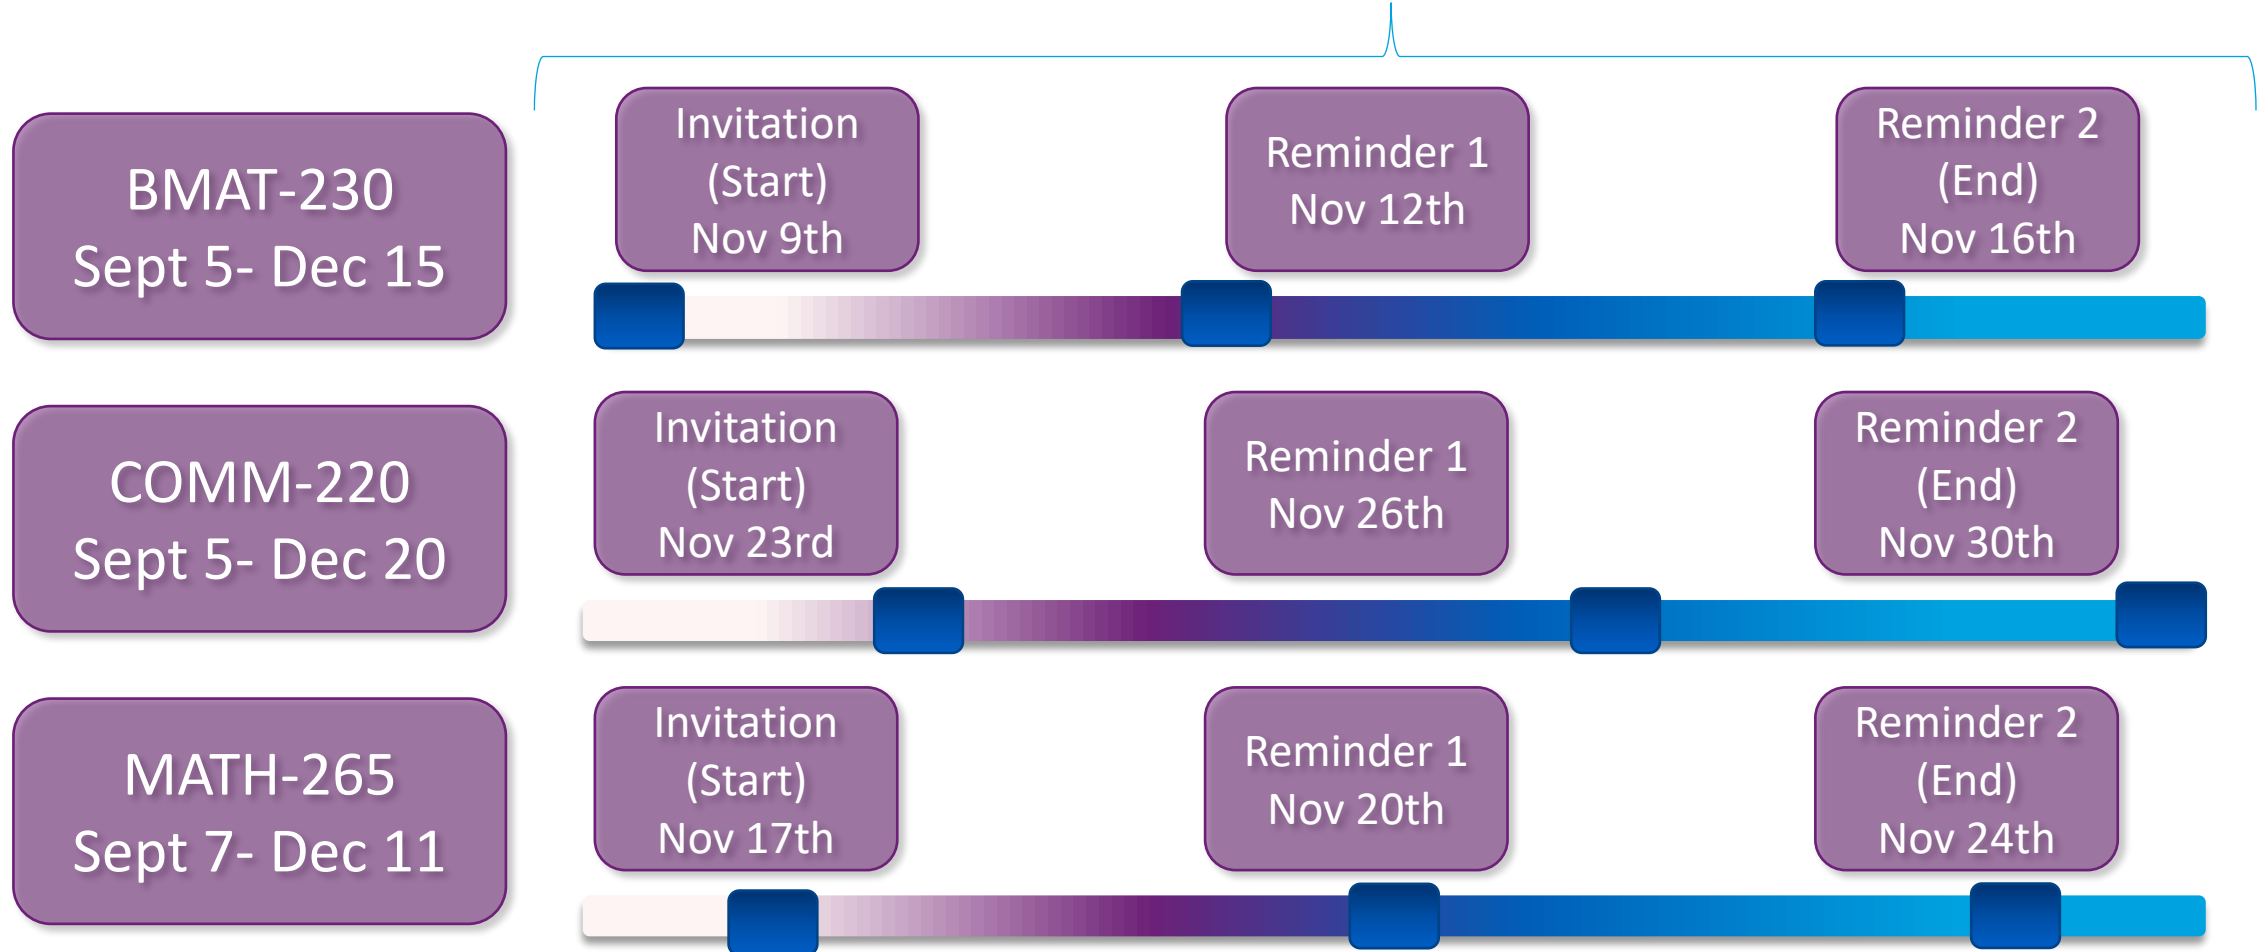 BMAT-230
Sept 5- Dec 15
Invitation
(Start)
Nov 9th
Reminder 1
Nov 12th
Reminder 2
(End)
Nov 16th
COMM-220
Sept 5- Dec 20
Invitation
(Start)
Nov 23rd
Reminder 1
Nov 26th
Reminder 2
(End)
Nov 30th
MATH-265
Sept 7- Dec 11
Invitation
(Start)
Nov 17th
Reminder 1
Nov 20th
Reminder 2
(End)
Nov 24th